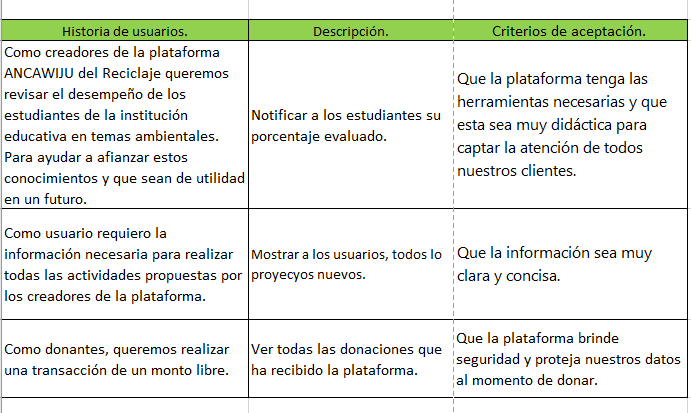 Historia de usuarios.
Descripción.
Criterios de aceptación.
Como creadores de la plataforma
ANCAWIJU del Reciclaje queremos
revisar el desempeño de los
estudiantes de la institución
educativa en temas ambientales.
Para ayudar a afianzar estos
conocimientos y que sean de utilidad
en un futuro.
Notificar a los estudiantes su
porcentaje evaluado.
Que la plataforma tenga las
herramientas necesarias y que
esta sea muy didáctica para
captar la atención de todos
nuestros clientes.
Como usuario requiero la
información necesaria para realizar
todas las actividades propuestas por
los creadores de la plataforma.
Mostrar a los usuarios, todos lo
proyecyos nuevos.
Que la información sea muy
clara y concisa.
Como donantes, queremos realizar
una transacción de un monto libre.
Ver todas las donaciones que
ha recibido la plataforma.
Que la plataforma brinde
seguridad y proteja nuestros datos
al momento de donar.